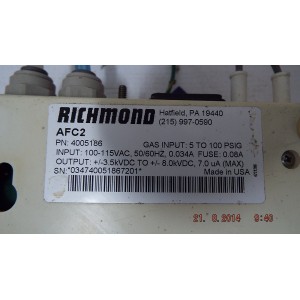 RICHMOND
Hatfield, PA 19440
(215) 997-0590
AFC2
PN: 4005186
GAS INPUT: 5 TO 100 PSIG
INPUT: 100-115VAC, 50/60HZ, 0.034A FUSE: 0.08A
OUTPUT: +/-3.5kVDC TO +/- 8.0kVDC, 7.0 uA (MAX)
SN:*034740051867201*
Made in USA
21. 8.2014 9:40